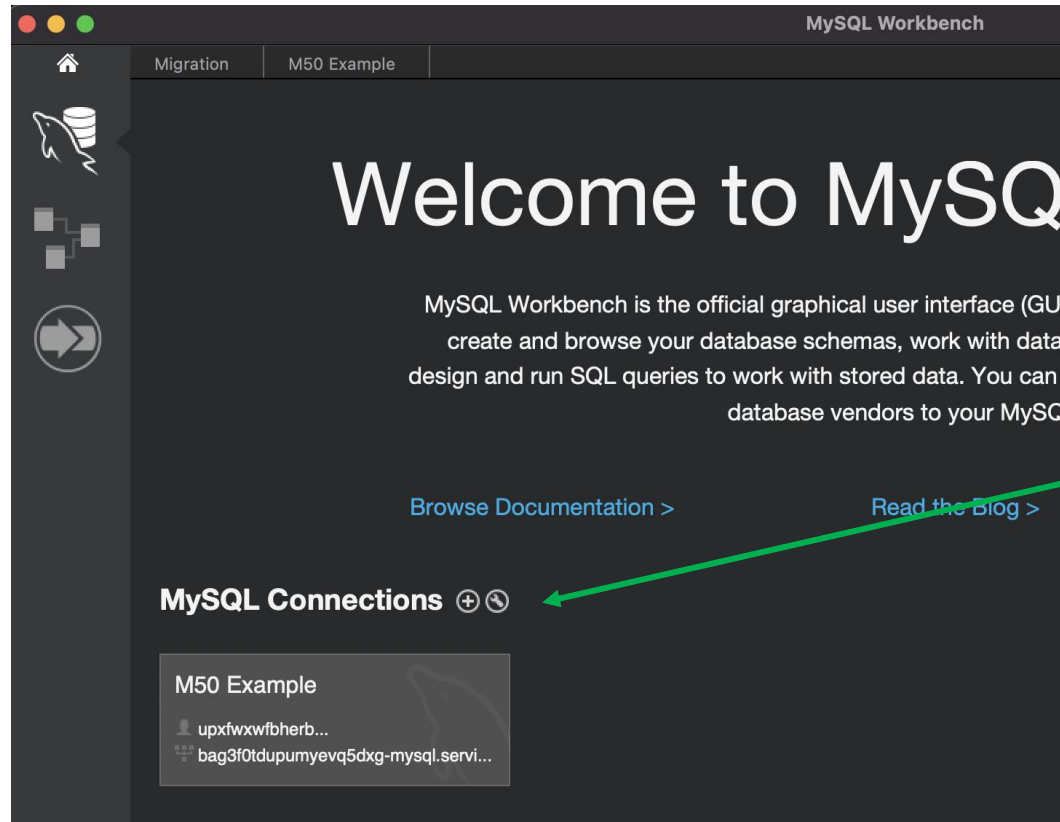 MySQL Workbench
Migration
M50 Example
Welcome to MySQ
MySQL Workbench is the official graphical user interface (GU
create and browse your database schemas, work with data
design and run SQL queries to work with stored data. You can
database vendors to your MySQ
Browse Documentation >
Read the Blog >
MySQL Connections
M50 Example
upxfwxwfbherb...
bag3f0tdupumyevq5dxg-mysql.servi...